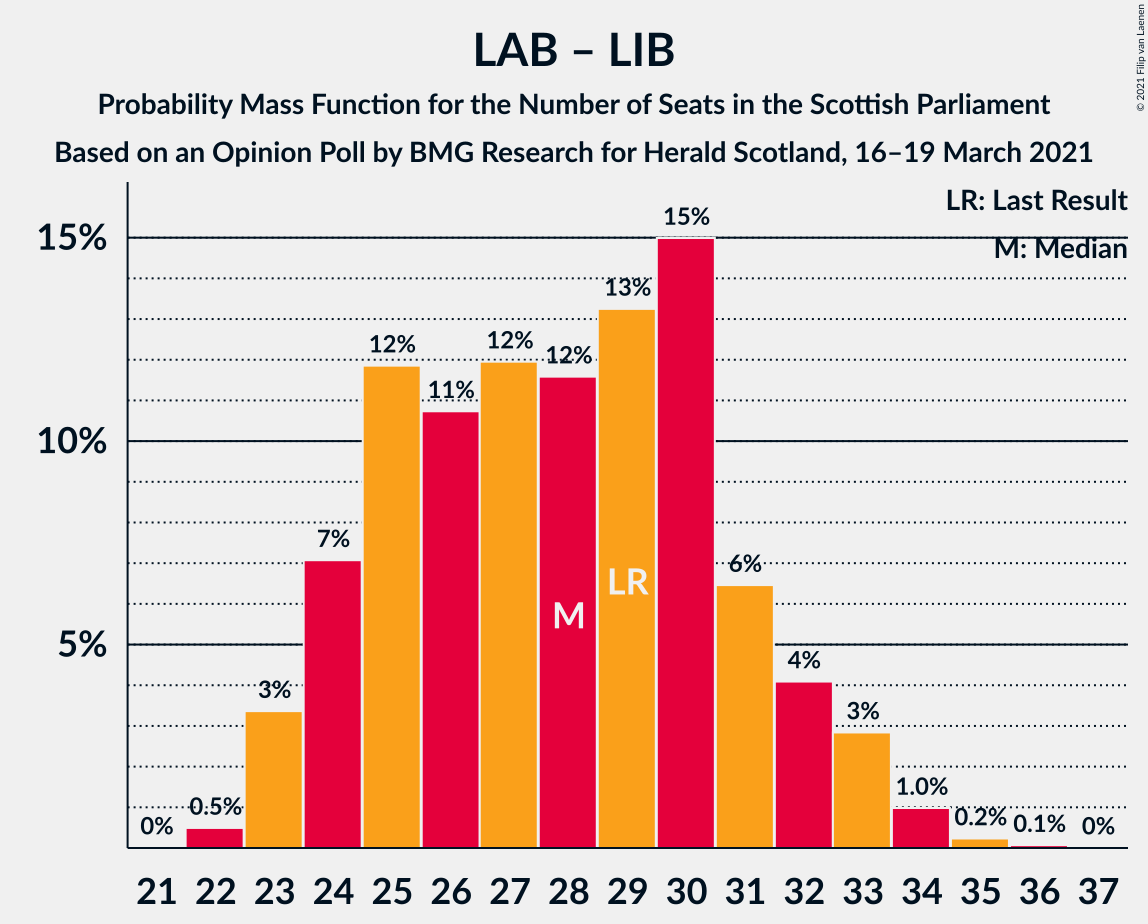 LAB – LIB
Probability Mass Function for the Number of Seats in the Scottish Parliament
Based on an Opinion Poll by BMG Research for Herald Scotland, 16–19 March 2021
© 2021 Filip van Laenen
LR: Last Result
M: Median
15%
10%
5%
0%
0.5%
3%
7%
12%
11%
12%
12%
13%
15%
6%
4%
3%
1.0%
0.2%
0.1%
0%
M
LR
21 22 23 24 25 26 27 28 29 30 31 32 33 34 35 36 37